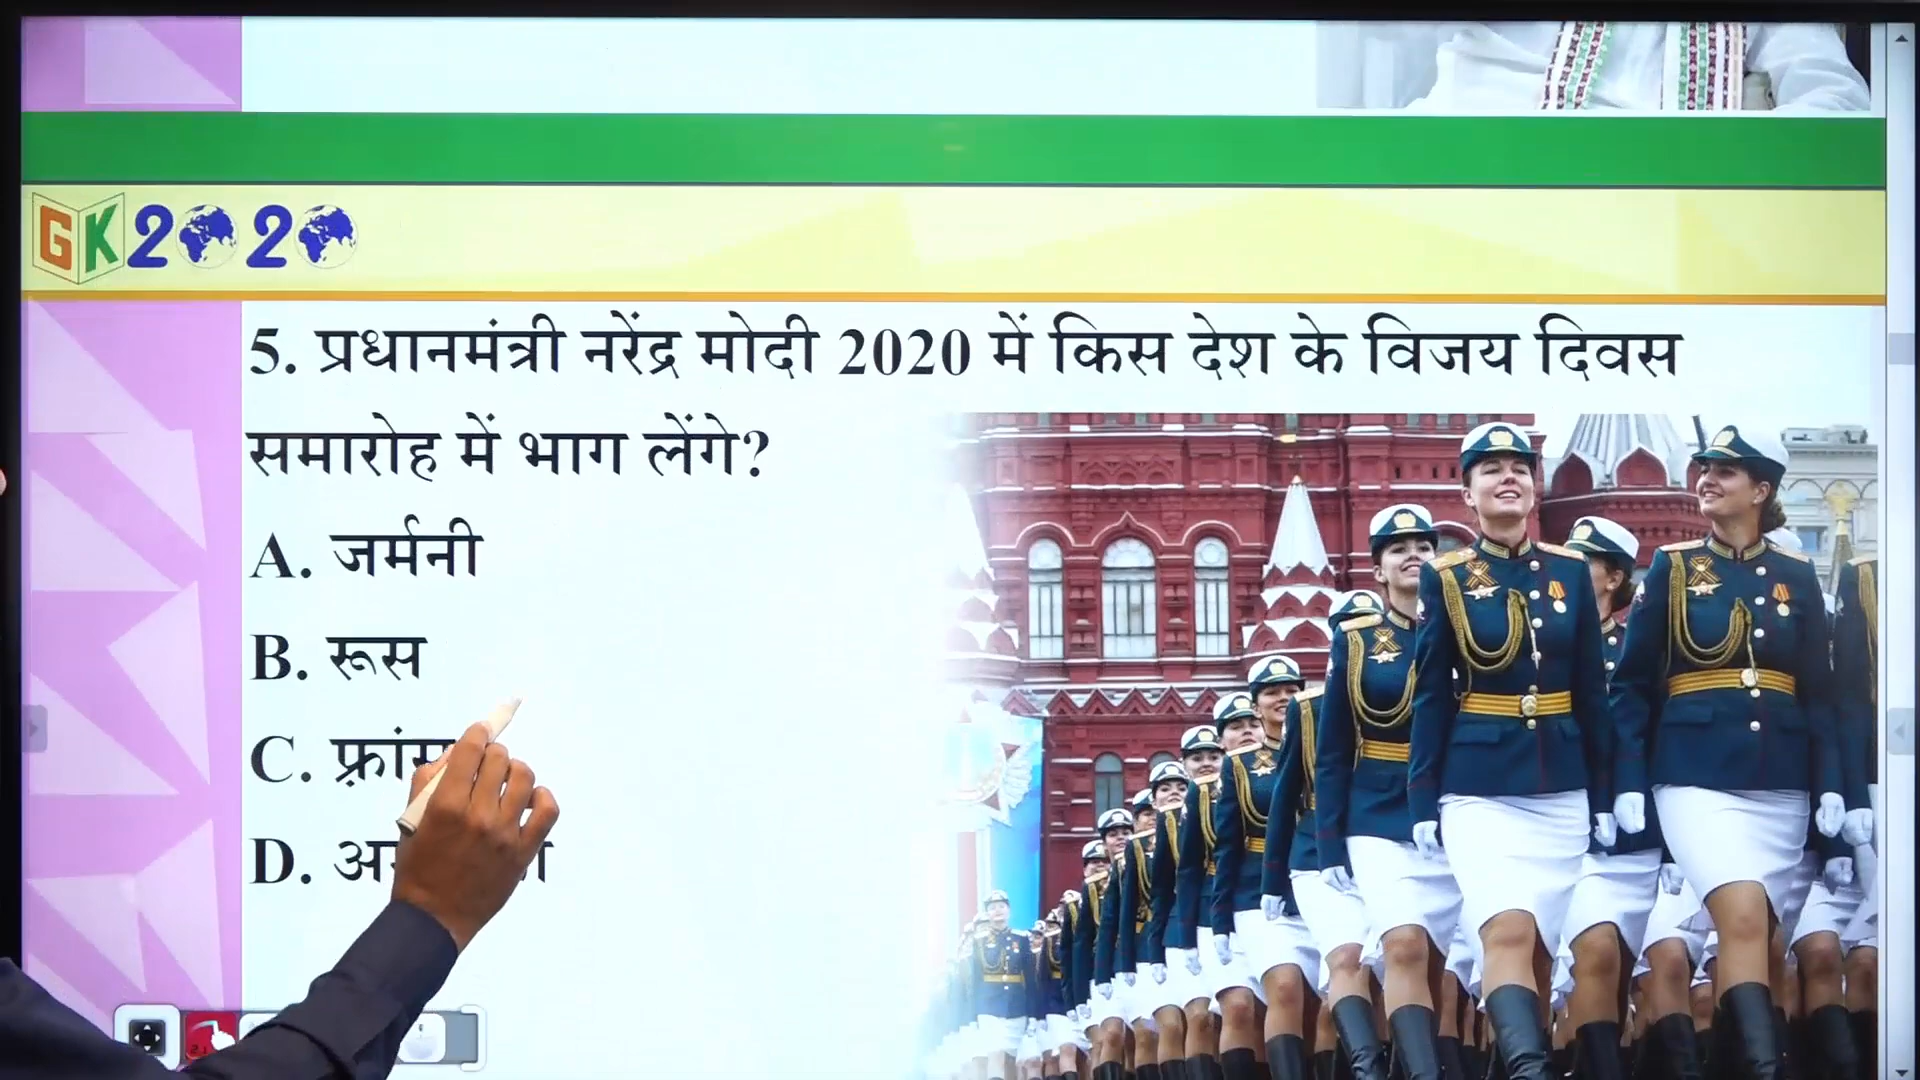 GK2020
5. प्रधानमंत्री नरेंद्र मोदी 2020 में किस देश के विजय दिवस
समारोह में भाग लेंगे?
A. जर्मनी
B. रूस
C.
D.